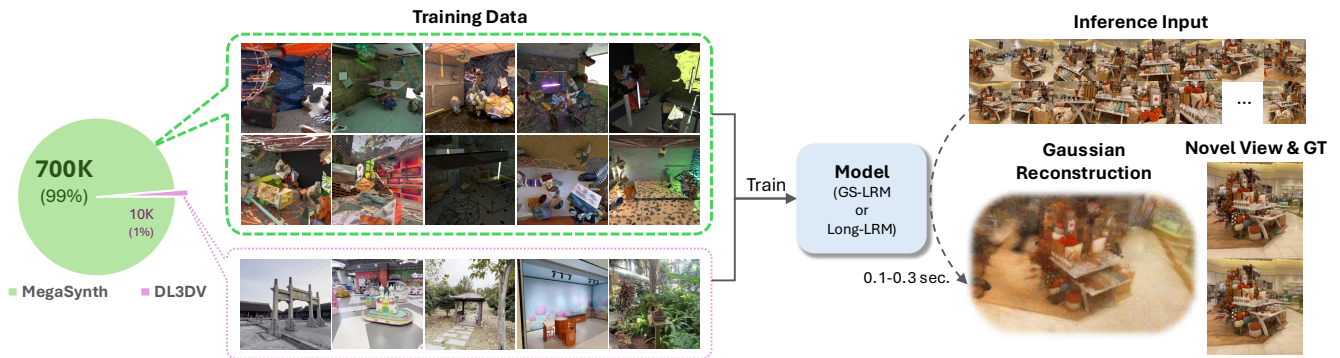 Training Data
700K
(99%)
10K
(1%)
MegaSynth
DL3DV
Train
Model
(GS-LRM
or
Long-LRM)
0.1-0.3 sec.
Inference Input
...
Gaussian
Reconstruction
Novel View & GT